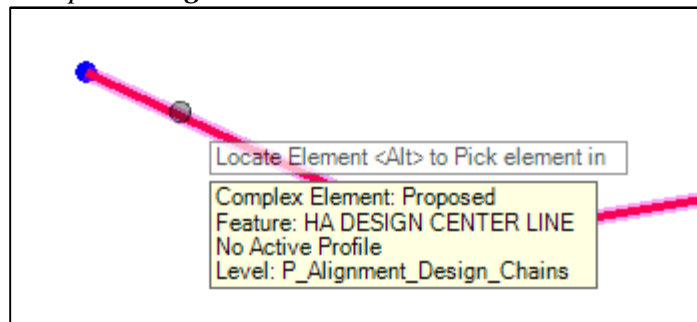 Locate Element <Alt> to Pick element in
Complex Element: Proposed
Feature: HA DESIGN CENTER LINE
No Active Profile
Level: P_Alignment_Design_Chains